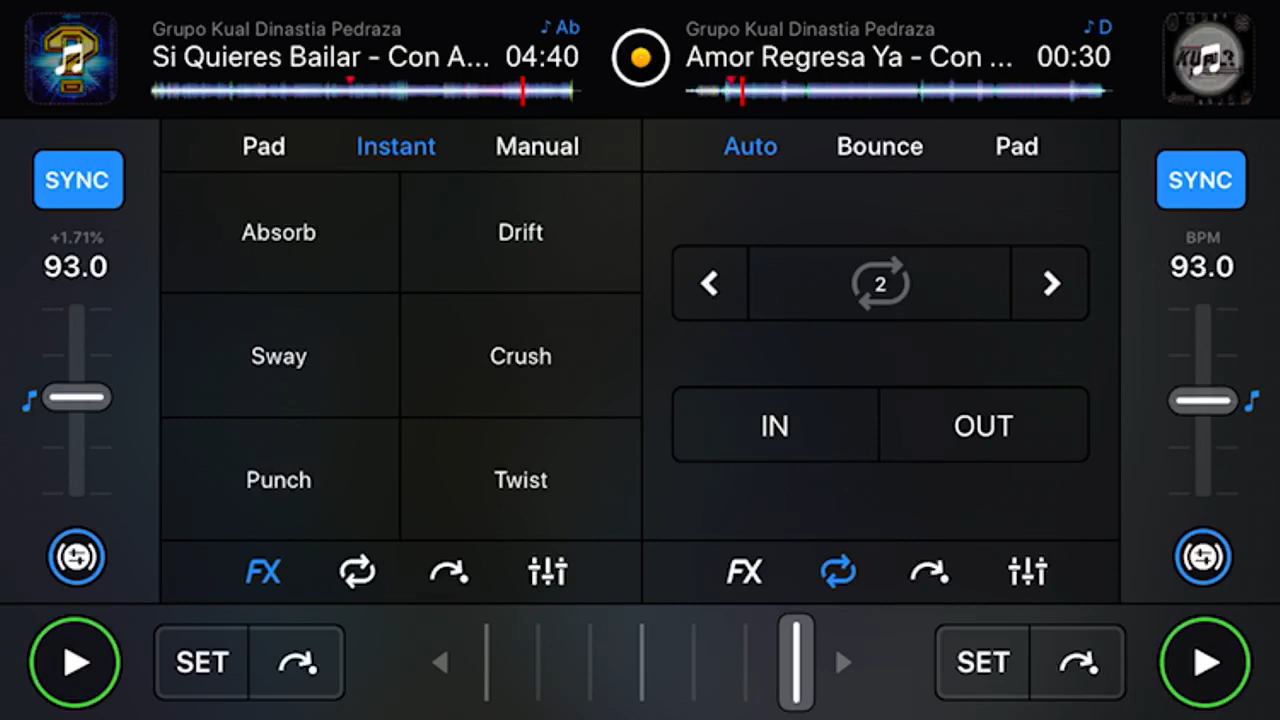 Grupo Kual Dinastia Pedraza
♪ Ab
Si Quieres Bailar - Con A...
04:40
Grupo Kual Dinastia Pedraza
♪ D
Amor Regresa Ya - Con ...
00:30
Pad
Instant
Manual
Auto
Bounce
Pad
SYNC
+1.71%
93.0
Absorb
Drift
Sway
Crush
Punch
Twist
2
IN
OUT
SYNC
BPM
93.0
FX
FX
SET
SET